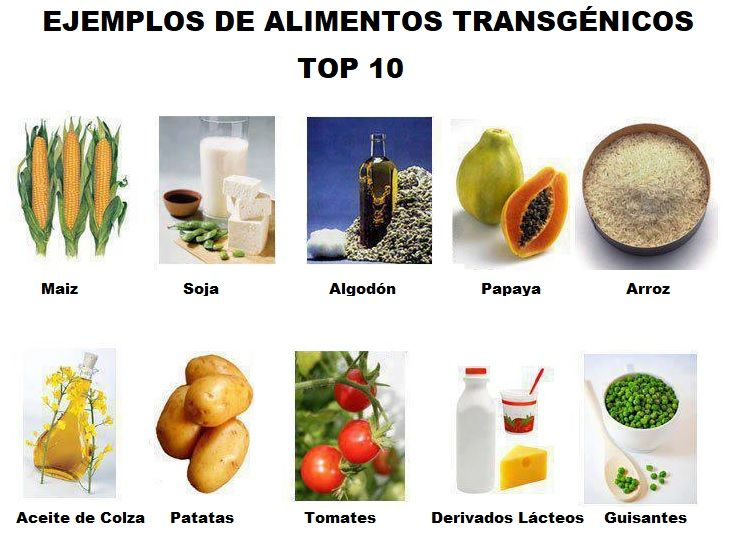 EJEMPLOS DE ALIMENTOS TRANSGÉNICOS
TOP 10
Maiz Soja Algodón Papaya Arroz
Aceite de Colza Patatas Tomates Derivados Lácteos Guisantes